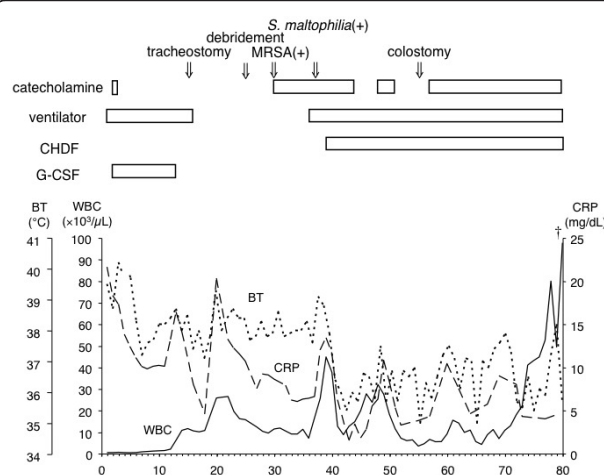 S. maltophilia(+)
debridement
tracheostomy MRSA(+) colostomy
catecholamine
ventilator
CHDF
G-CSF
BT WBC CRP
(°C) (×10³/μL) (mg/dL)
†
41 100 25
90
40 80 20
39 70
60 15
38 BT
50
37 40 10
CRP
36 30
20 5
35 WBC
10
34 0 0
0 10 20 30 40 50 60 70 80